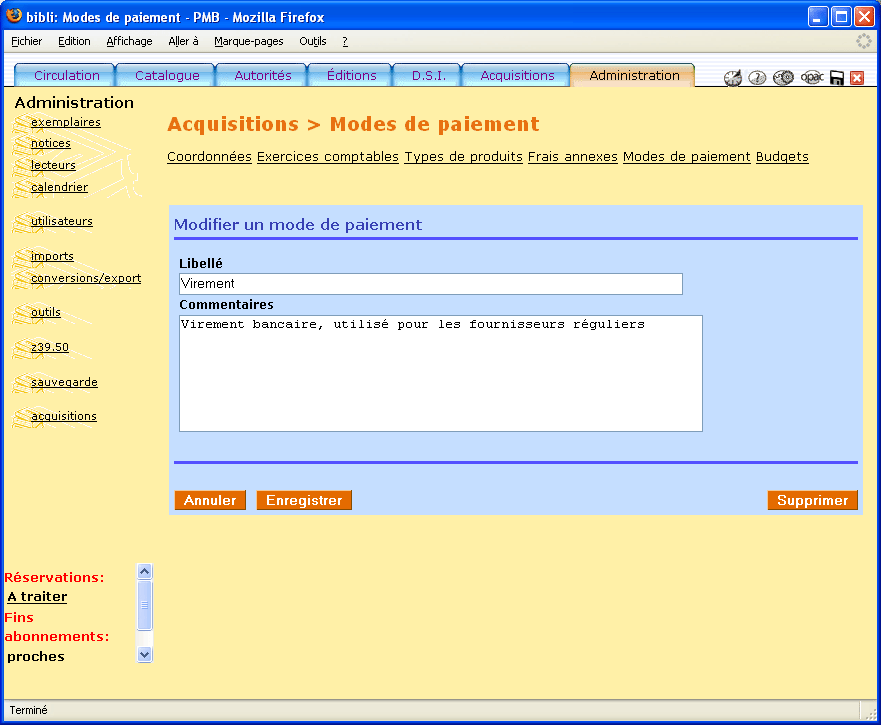 bibli: Modes de paiement - PMB - Mozilla Firefox
Fichier Edition Affichage Aller à Marque-pages Outils ?
Circulation Catalogue Autorités Éditions D.S.I. Acquisitions Administration opac
Administration
exemplaires
notices
lecteurs
calendrier
utilisateurs
imports
conversions/export
outils
z39.50
sauvegarde
acquisitions
Réservations:
A traiter
Fins
abonnements:
proches
Acquisitions > Modes de paiement
Coordonnées Exercices comptables Types de produits Frais annexes Modes de paiement Budgets
Modifier un mode de paiement
Libellé
Virement
Commentaires
Virement bancaire, utilisé pour les fournisseurs réguliers
Annuler Enregistrer Supprimer
Terminé